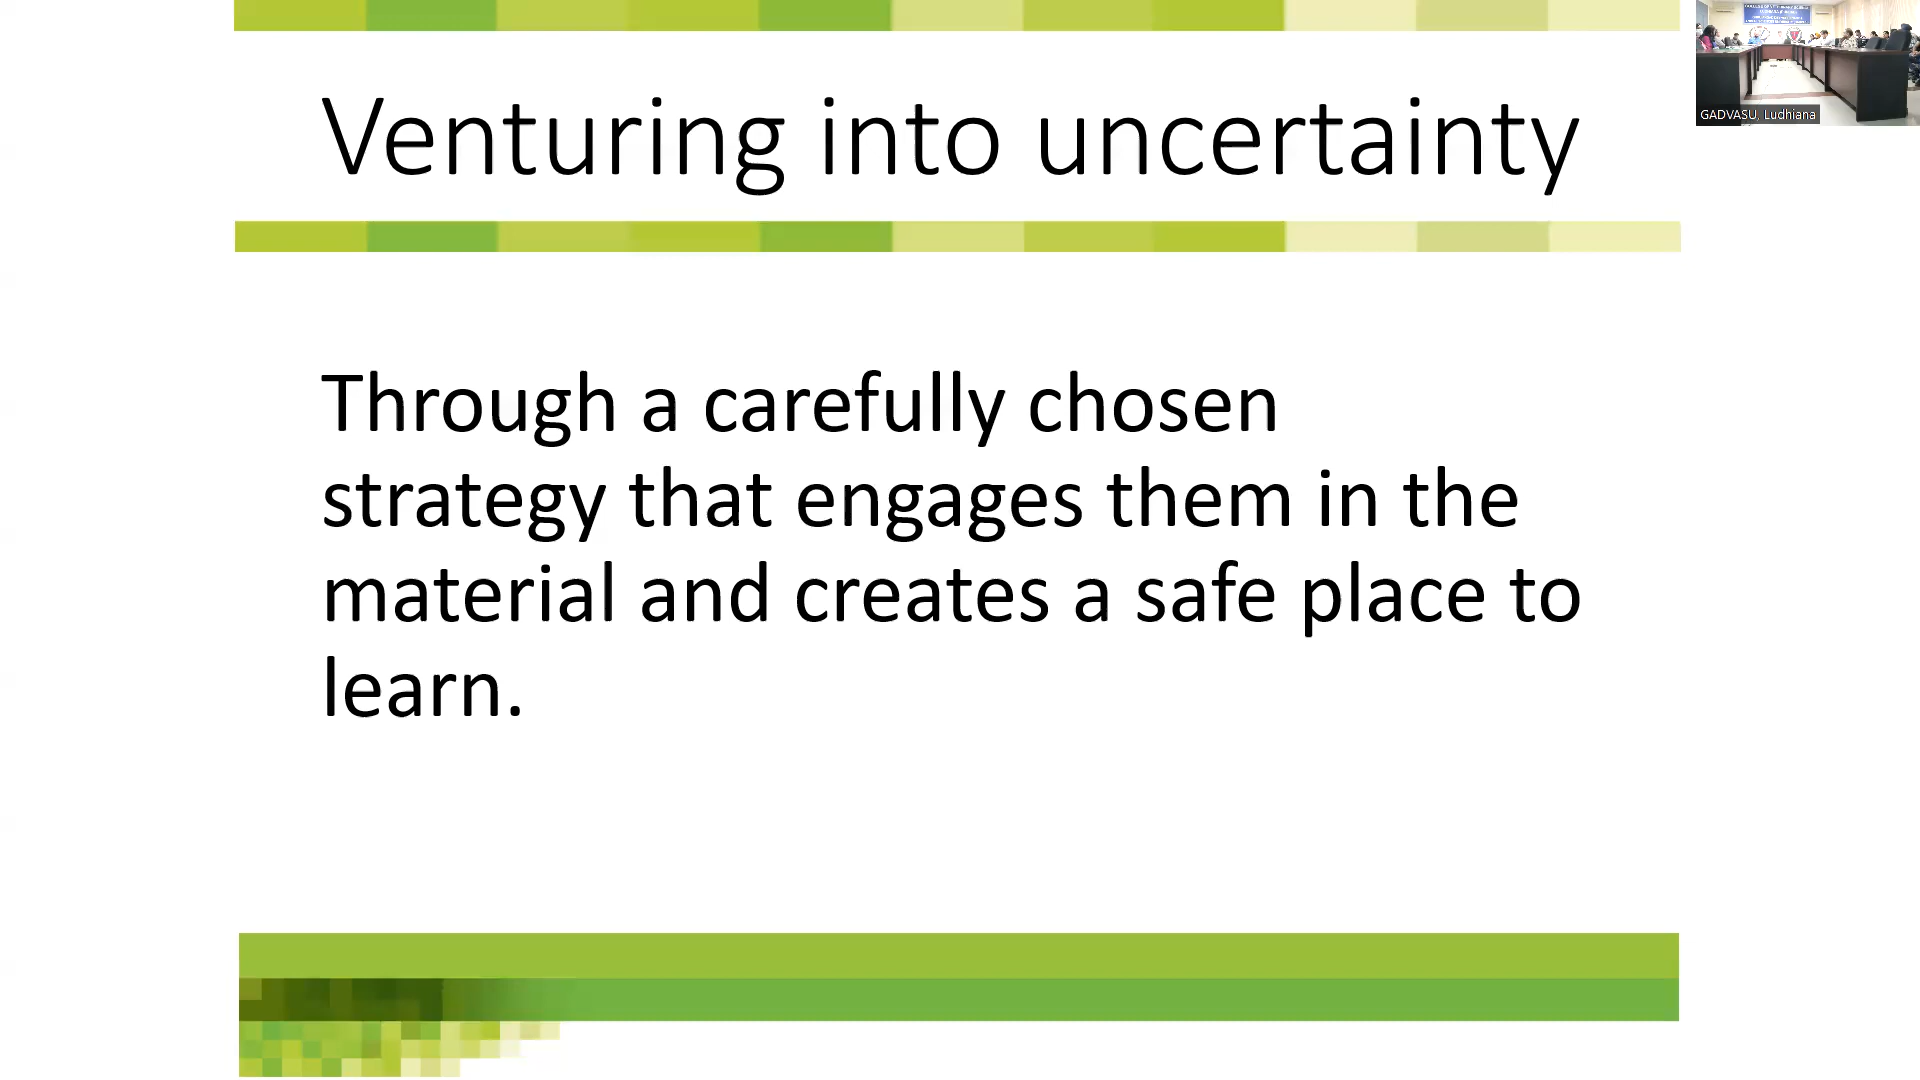 Venturing into uncertainty
GADVASU, Ludhiana
Through a carefully chosen
strategy that engages them in the
material and creates a safe place to
learn.